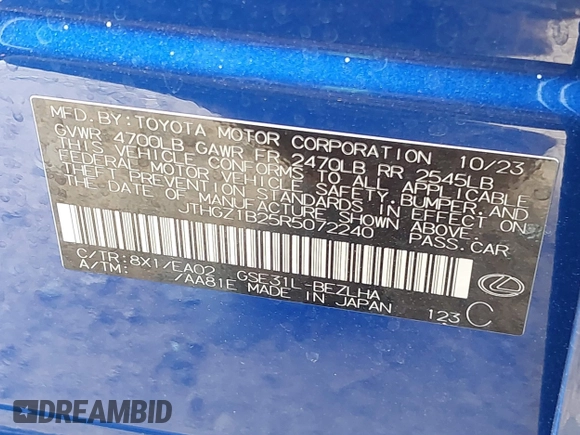 MFD. BY: TOYOTA MOTOR CORPORATION 10/23
GVWR 4700LB GAWR FR 2470LB RR 2545LB
THIS VEHICLE CONFORMS TO ALL APPLICABLE
FEDERAL MOTOR VEHICLE SAFETY, BUMPER, AND
THEFT PREVENTION STANDARDS IN EFFECT ON
THE DATE OF MANUFACTURE SHOWN ABOVE.
JTHGZ1B25R5072240 PASS. CAR
C/TR: 8X1/EA02 GSE31L-BEZLHA
A/TM: /AA81E MADE IN JAPAN 123 C
DREAMBID